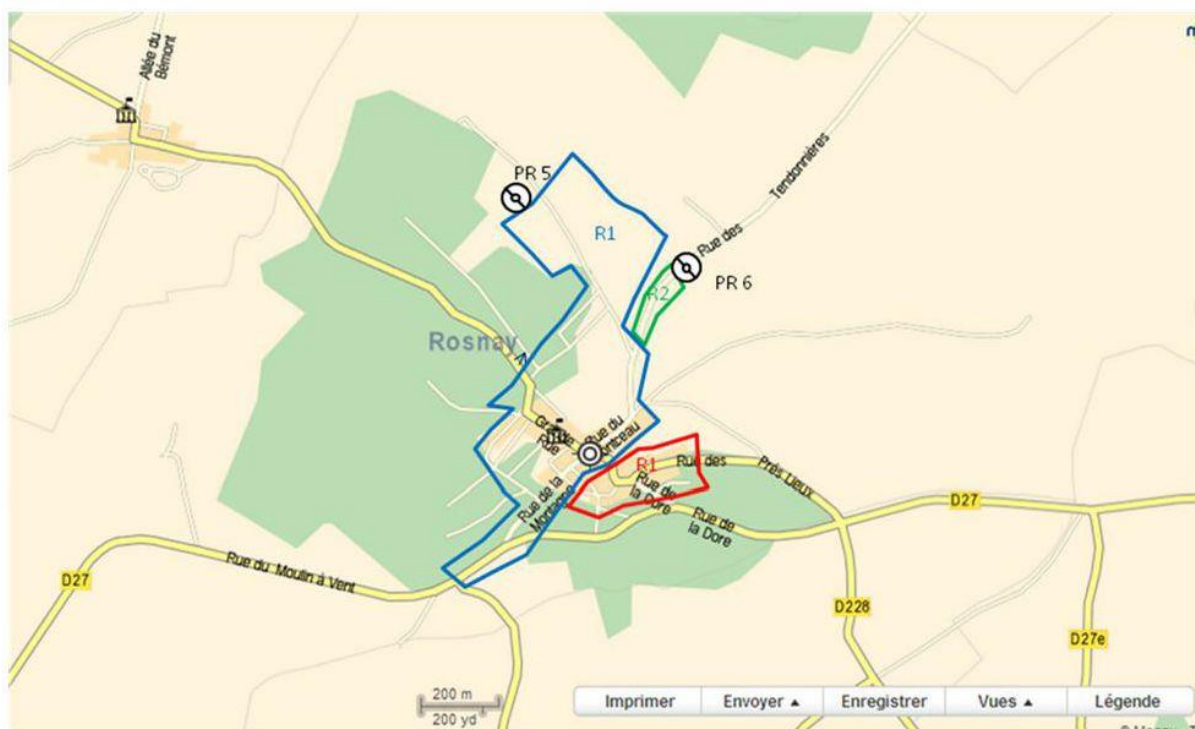 Allée du
Bémont
PR 5
R1
Rue des
Tendonnières
PR 6
R2
Rosnay
Grande
Rue
Rue du
Montceau
R1
Rue des
Prés Lieux
Rue de la
Montagne
Rue de
la Dore
Rue de
la Dore
D27
Rue du Moulin à Vent
D27
D228
D27e
200 m
200 yd
Imprimer
Envoyer ▲
Enregistrer
Vues ▲
Légende